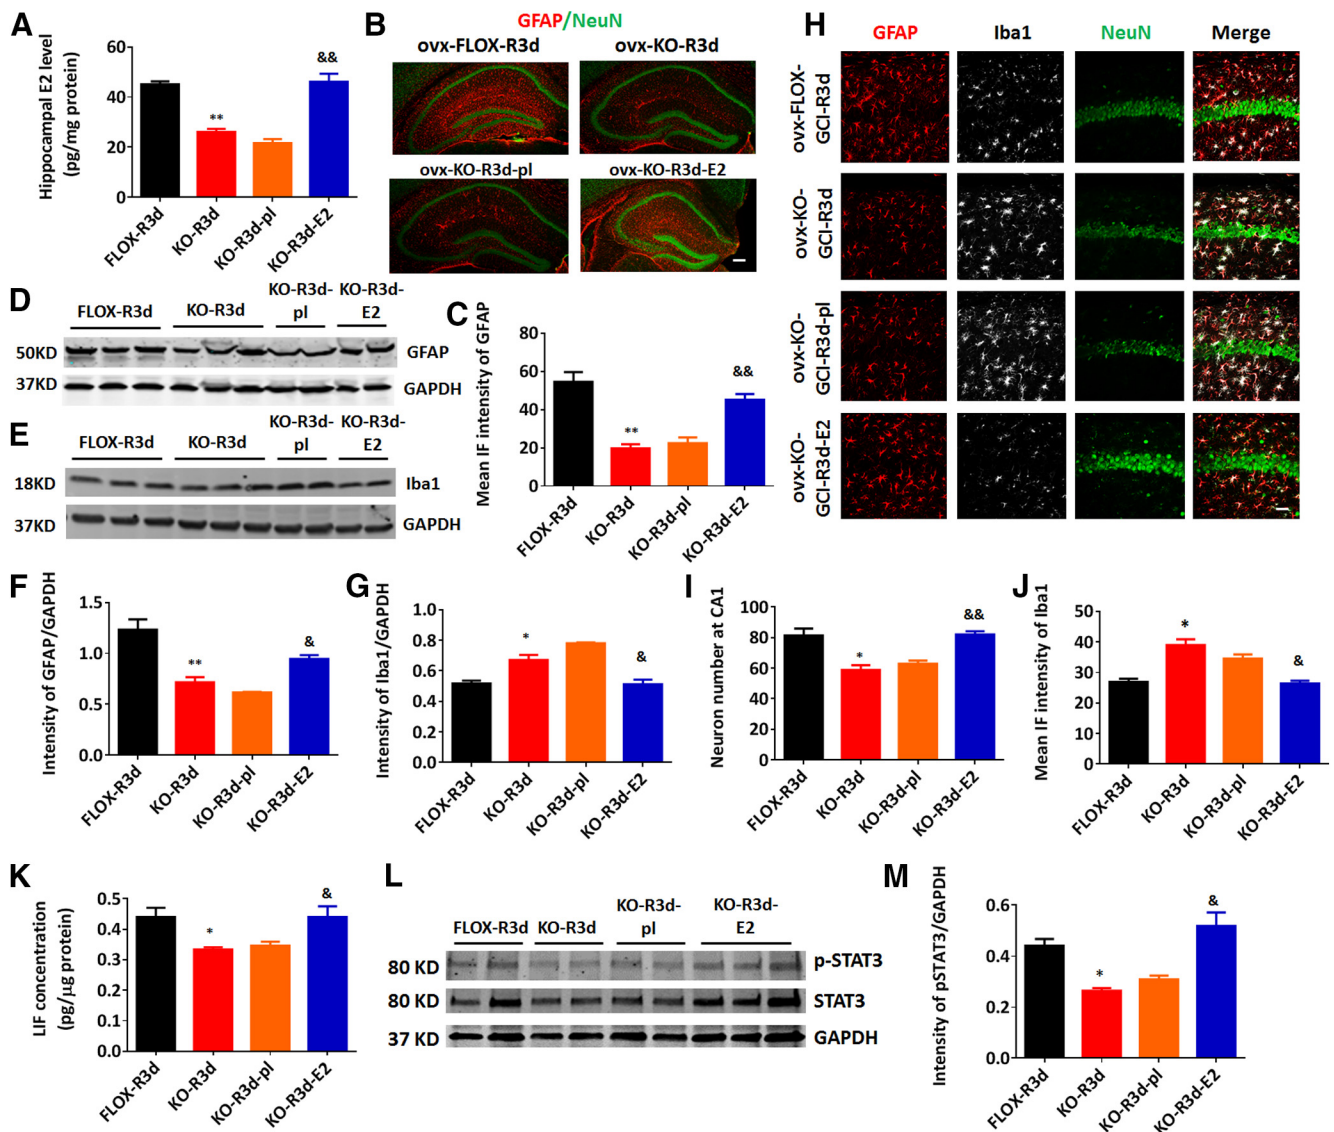 A
Hippocampal E2 level
(pg/mg protein)
60
40
20
0
**
&&
FLOX-R3d
KO-R3d
KO-R3d-pl
KO-R3d-E2
B
GFAP/NeuN
ovx-FLOX-R3d
ovx-KO-R3d
ovx-KO-R3d-pl
ovx-KO-R3d-E2
H
GFAP
Iba1
NeuN
Merge
ovx-FLOX-
GCI-R3d
ovx-KO-
GCI-R3d
ovx-KO-
GCI-R3d-pl
ovx-KO-
GCI-R3d-E2
D
FLOX-R3d
KO-R3d
KO-R3d-
pl
KO-R3d-
E2
50KD
GFAP
37KD
GAPDH
E
FLOX-R3d
KO-R3d
KO-R3d-
pl
KO-R3d-
E2
18KD
Iba1
37KD
GAPDH
C
Mean IF intensity of GFAP
80
60
40
20
0
**
&&
FLOX-R3d
KO-R3d
KO-R3d-pl
KO-R3d-E2
F
Intensity of GFAP/GAPDH
1.5
1.0
0.5
0.0
**
&
FLOX-R3d
KO-R3d
KO-R3d-pl
KO-R3d-E2
G
Intensity of Iba1/GAPDH
1.0
0.8
0.6
0.4
0.2
0.0
*
&
FLOX-R3d
KO-R3d
KO-R3d-pl
KO-R3d-E2
I
Neuron number at CA1
100
80
60
40
20
0
*
&&
FLOX-R3d
KO-R3d
KO-R3d-pl
KO-R3d-E2
J
Mean IF intensity of Iba1
50
40
30
20
10
0
*
&
FLOX-R3d
KO-R3d
KO-R3d-pl
KO-R3d-E2
K
LIF concentration
(pg/µg protein)
0.5
0.4
0.3
0.2
0.1
0.0
*
&
FLOX-R3d
KO-R3d
KO-R3d-pl
KO-R3d-E2
L
FLOX-R3d
KO-R3d
KO-R3d-
pl
KO-R3d-
E2
80 KD
p-STAT3
80 KD
STAT3
37 KD
GAPDH
M
Intensity of pSTAT3/GAPDH
0.6
0.4
0.2
0.0
*
&
FLOX-R3d
KO-R3d
KO-R3d-pl
KO-R3d-E2